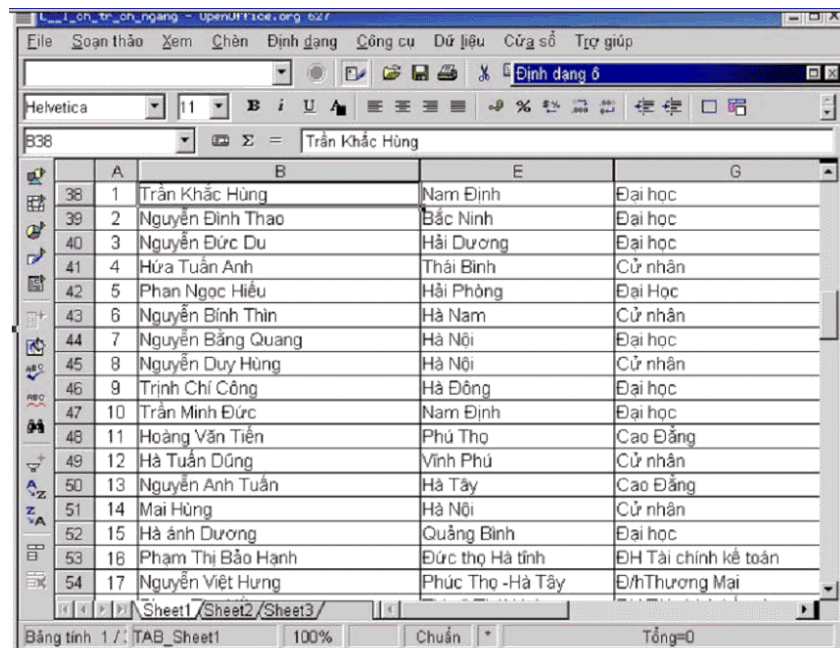 OpenOffice.org 627
File Soạn thảo Xem Chèn Định dạng Công cụ Dữ liệu Cửa sổ Trợ giúp
Định dạng ô
Helvetica 11 B i U A %
B38 Σ = Trần Khắc Hùng
A B E G
38 1 Trần Khắc Hùng Nam Định Đại học
39 2 Nguyễn Đình Thao Bắc Ninh Đại học
40 3 Nguyễn Đức Du Hải Dương Đại học
41 4 Hứa Tuấn Anh Thái Bình Cử nhân
42 5 Phan Ngọc Hiếu Hải Phòng Đại Học
43 6 Nguyễn Bính Thìn Hà Nam Cử nhân
44 7 Nguyễn Bằng Quang Hà Nội Đại học
45 8 Nguyễn Duy Hùng Hà Nội Cử nhân
46 9 Trịnh Chí Công Hà Đông Đại học
47 10 Trần Minh Đức Nam Định Đại học
48 11 Hoàng Văn Tiến Phú Thọ Cao Đẳng
49 12 Hà Tuấn Dũng Vĩnh Phú Cử nhân
50 13 Nguyễn Anh Tuấn Hà Tây Cao Đẳng
51 14 Mai Hùng Hà Nội Cử nhân
52 15 Hà ánh Dương Quảng Bình Đại học
53 16 Phạm Thị Bảo Hạnh Đức thọ Hà tĩnh ĐH Tài chính kế toán
54 17 Nguyễn Việt Hưng Phúc Thọ -Hà Tây Đ/hThương Mại
Sheet1 Sheet2 Sheet3
Bảng tính 1 / TAB_Sheet1 100% Chuẩn * Tổng=0